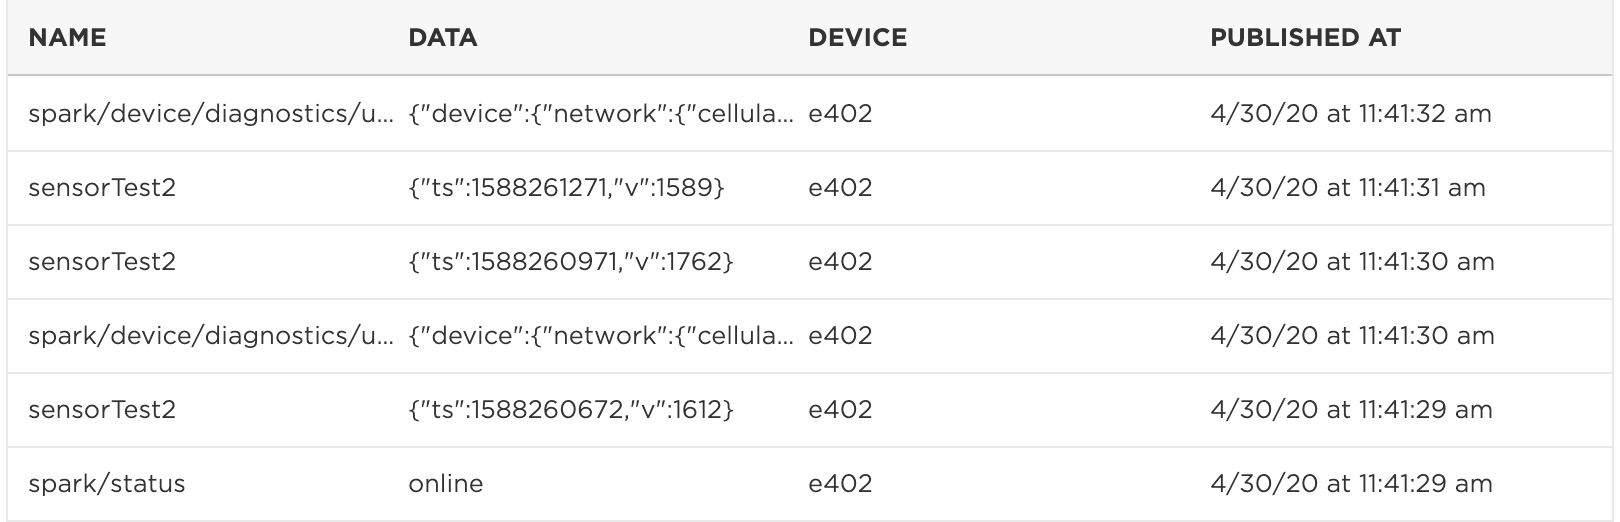 NAME DATA DEVICE PUBLISHED AT
spark/device/diagnostics/u... {"device":{"network":{"cellula... e402 4/30/20 at 11:41:32 am
sensorTest2 {"ts":1588261271,"v":1589} e402 4/30/20 at 11:41:31 am
sensorTest2 {"ts":1588260971,"v":1762} e402 4/30/20 at 11:41:30 am
spark/device/diagnostics/u... {"device":{"network":{"cellula... e402 4/30/20 at 11:41:30 am
sensorTest2 {"ts":1588260672,"v":1612} e402 4/30/20 at 11:41:29 am
spark/status online e402 4/30/20 at 11:41:29 am